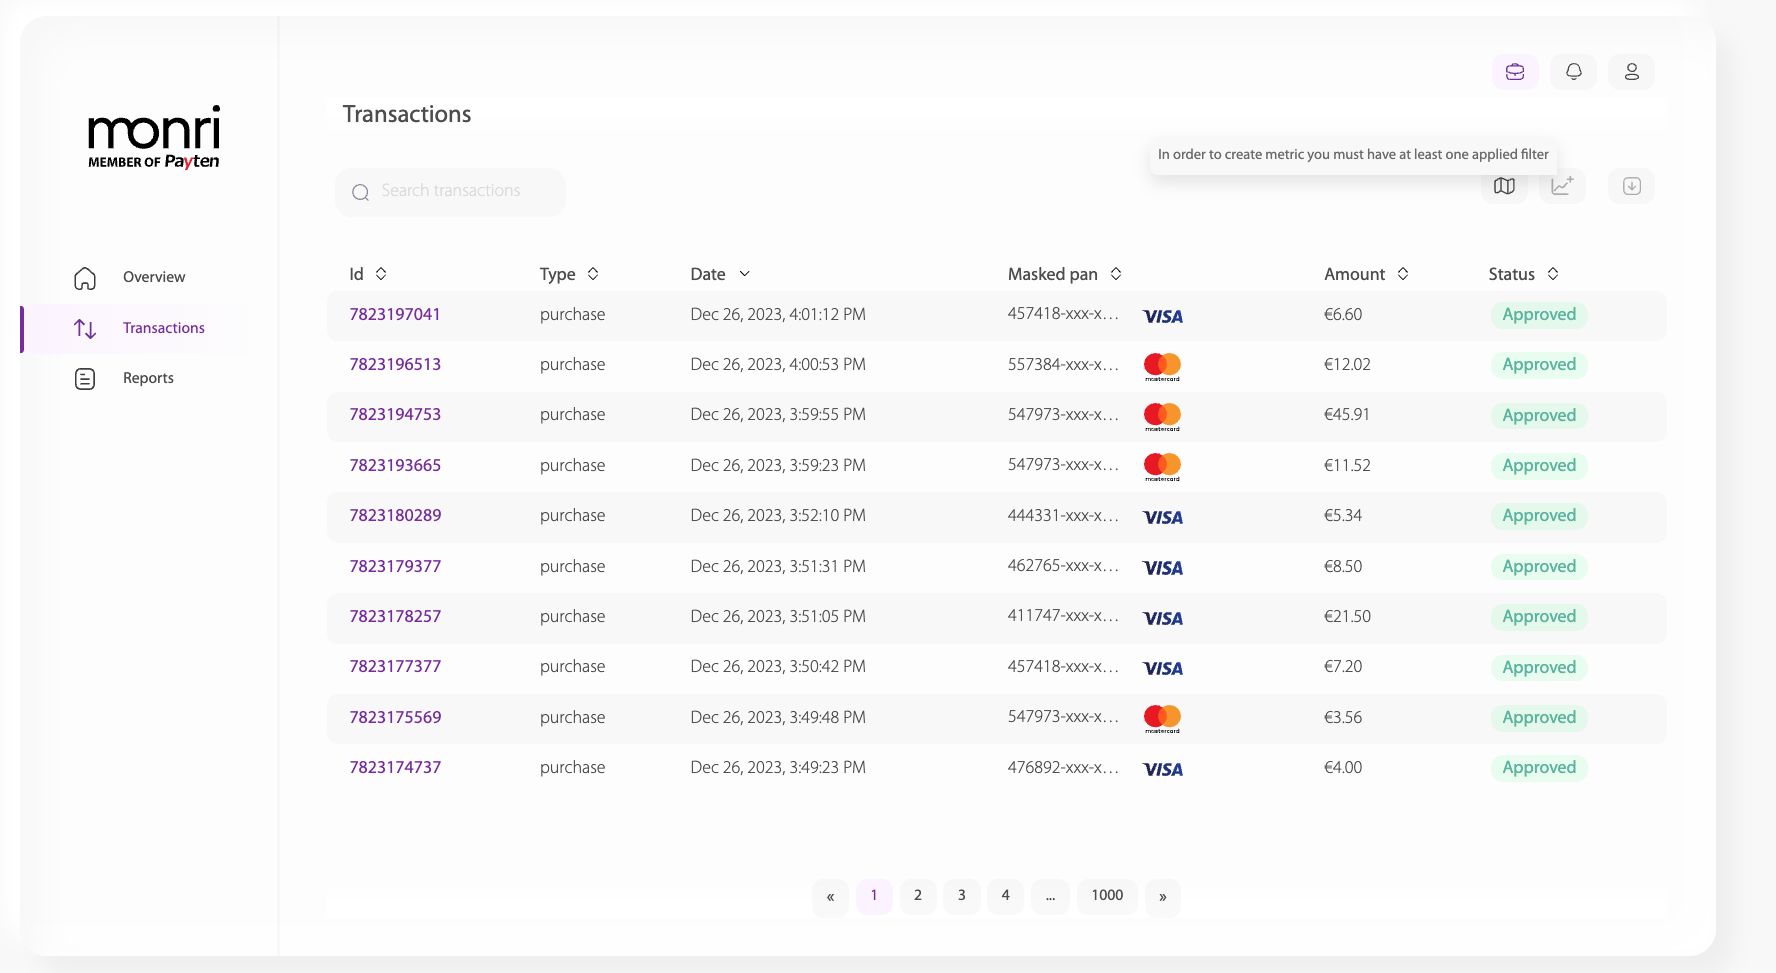 monri
MEMBER OF Payten
Transactions
In order to create metric you must have at least one applied filter
Search transactions
Overview
Transactions
Reports
Id Type Date Masked pan Amount Status
7823197041 purchase Dec 26, 2023, 4:01:12 PM 457418-xxx-x... VISA €6.60 Approved
7823196513 purchase Dec 26, 2023, 4:00:53 PM 557384-xxx-x... mastercard €12.02 Approved
7823194753 purchase Dec 26, 2023, 3:59:55 PM 547973-xxx-x... mastercard €45.91 Approved
7823193665 purchase Dec 26, 2023, 3:59:23 PM 547973-xxx-x... mastercard €11.52 Approved
7823180289 purchase Dec 26, 2023, 3:52:10 PM 444331-xxx-x... VISA €5.34 Approved
7823179377 purchase Dec 26, 2023, 3:51:31 PM 462765-xxx-x... VISA €8.50 Approved
7823178257 purchase Dec 26, 2023, 3:51:05 PM 411747-xxx-x... VISA €21.50 Approved
7823177377 purchase Dec 26, 2023, 3:50:42 PM 457418-xxx-x... VISA €7.20 Approved
7823175569 purchase Dec 26, 2023, 3:49:48 PM 547973-xxx-x... mastercard €3.56 Approved
7823174737 purchase Dec 26, 2023, 3:49:23 PM 476892-xxx-x... VISA €4.00 Approved
« 1 2 3 4 ... 1000 »